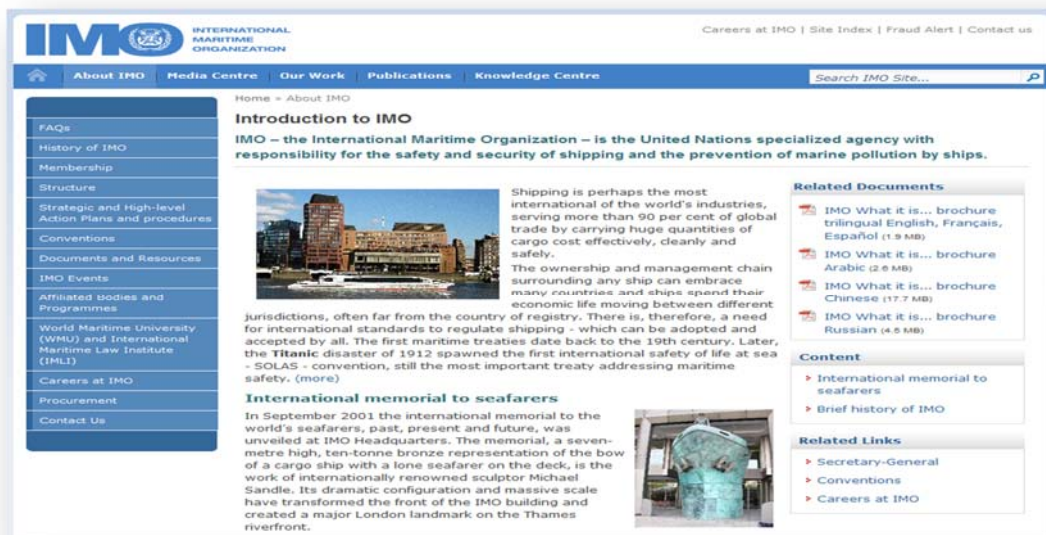 IMO
INTERNATIONAL
MARITIME
ORGANIZATION
Careers at IMO | Site Index | Fraud Alert | Contact us
About IMO | Media Centre | Our Work | Publications | Knowledge Centre
Search IMO Site...
Home » About IMO
FAQs
History of IMO
Membership
Structure
Strategic and High-level
Action Plans and procedures
Conventions
Documents and Resources
IMO Events
Affiliated bodies and
Programmes
World Maritime University
(WMU) and International
Maritime Law Institute
(IMLI)
Careers at IMO
Procurement
Contact Us
Introduction to IMO
IMO – the International Maritime Organization – is the United Nations specialized agency with
responsibility for the safety and security of shipping and the prevention of marine pollution by ships.
Shipping is perhaps the most
international of the world's industries,
serving more than 90 per cent of global
trade by carrying huge quantities of
cargo cost effectively, cleanly and
safely.
The ownership and management chain
surrounding any ship can embrace
many countries and ships spend their
economic life moving between different
jurisdictions, often far from the country of registry. There is, therefore, a need
for international standards to regulate shipping - which can be adopted and
accepted by all. The first maritime treaties date back to the 19th century. Later,
the Titanic disaster of 1912 spawned the first international safety of life at sea
- SOLAS - convention, still the most important treaty addressing maritime
safety. (more)
International memorial to seafarers
In September 2001 the international memorial to the
world's seafarers, past, present and future, was
unveiled at IMO Headquarters. The memorial, a seven-
metre high, ten-tonne bronze representation of the bow
of a cargo ship with a lone seafarer on the deck, is the
work of internationally renowned sculptor Michael
Sandle. Its dramatic configuration and massive scale
have transformed the front of the IMO building and
created a major London landmark on the Thames
riverfront.
Related Documents
IMO What it is... brochure
trilingual English, Français,
Español (1.9 MB)
IMO What it is... brochure
Arabic (2.6 MB)
IMO What it is... brochure
Chinese (17.7 MB)
IMO What it is... brochure
Russian (4.5 MB)
Content
International memorial to
seafarers
Brief history of IMO
Related Links
Secretary-General
Conventions
Careers at IMO